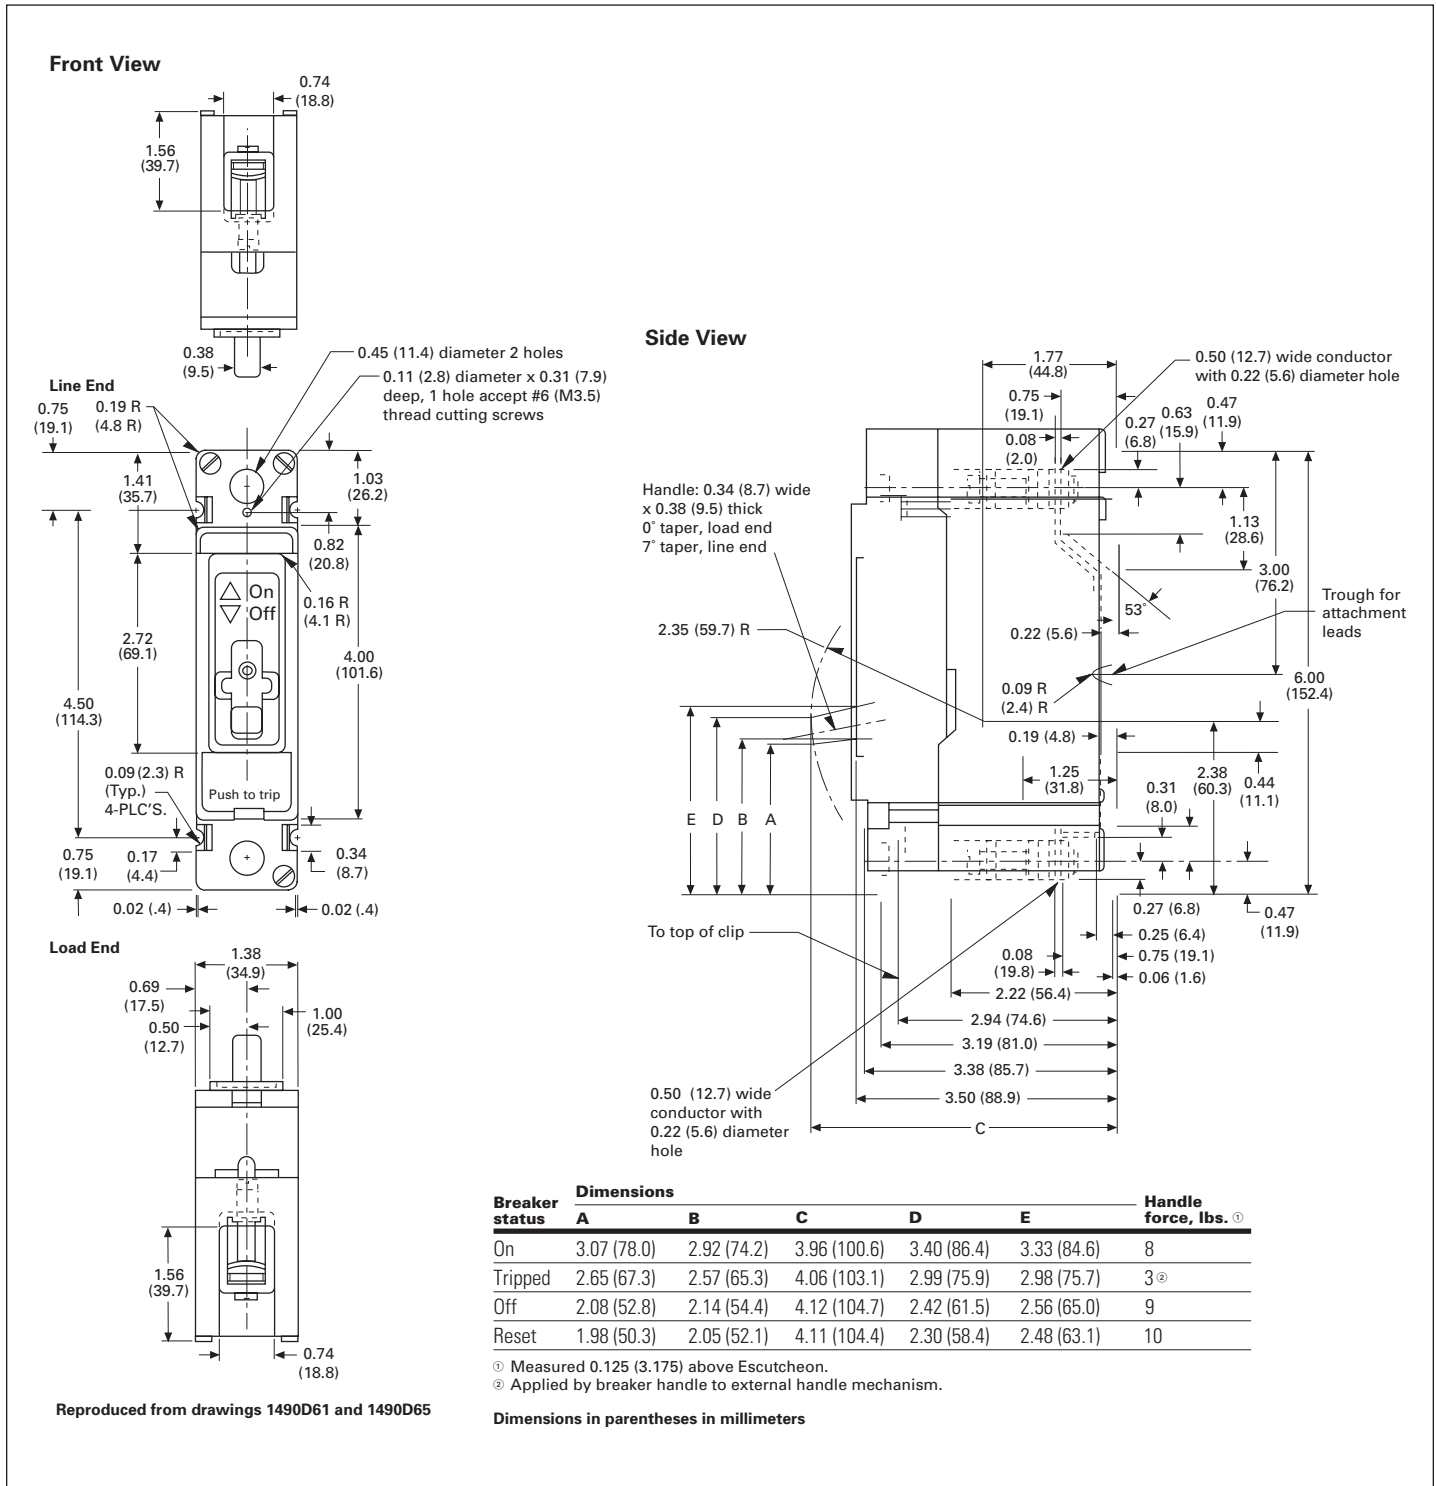 Front View
0.74
(18.8)
1.56
(39.7)
0.38
(9.5)
0.45 (11.4) diameter 2 holes
0.11 (2.8) diameter x 0.31 (7.9)
deep, 1 hole accept #6 (M3.5)
thread cutting screws
Line End
0.75
(19.1)
0.19 R
(4.8 R)
1.41
(35.7)
1.03
(26.2)
0.82
(20.8)
On
Off
0.16 R
(4.1 R)
2.72
(69.1)
4.00
(101.6)
4.50
(114.3)
0.09 (2.3) R
(Typ.)
4-PLC'S.
Push to trip
0.75
(19.1)
0.17
(4.4)
0.34
(8.7)
0.02 (.4)
0.02 (.4)
Load End
1.38
(34.9)
0.69
(17.5)
0.50
(12.7)
1.00
(25.4)
1.56
(39.7)
0.74
(18.8)
Reproduced from drawings 1490D61 and 1490D65
Side View
1.77
(44.8)
0.50 (12.7) wide conductor
with 0.22 (5.6) diameter hole
0.75
(19.1)
0.08
(2.0)
0.27
(6.8)
0.63
(15.9)
0.47
(11.9)
Handle: 0.34 (8.7) wide
x 0.38 (9.5) thick
0° taper, load end
7° taper, line end
1.13
(28.6)
3.00
(76.2)
53°
Trough for
attachment
leads
2.35 (59.7) R
0.22 (5.6)
0.09 R
(2.4) R
6.00
(152.4)
0.19 (4.8)
1.25
(31.8)
2.38
(60.3)
0.44
(11.1)
0.31
(8.0)
E D B A
0.27 (6.8)
0.47
(11.9)
To top of clip
0.25 (6.4)
0.08
(19.8)
0.75 (19.1)
0.06 (1.6)
2.22 (56.4)
2.94 (74.6)
3.19 (81.0)
3.38 (85.7)
3.50 (88.9)
C
0.50 (12.7) wide
conductor with
0.22 (5.6) diameter
hole
Breaker status Dimensions Handle force, lbs. ①
A B C D E
On 3.07 (78.0) 2.92 (74.2) 3.96 (100.6) 3.40 (86.4) 3.33 (84.6) 8
Tripped 2.65 (67.3) 2.57 (65.3) 4.06 (103.1) 2.99 (75.9) 2.98 (75.7) 3 ②
Off 2.08 (52.8) 2.14 (54.4) 4.12 (104.7) 2.42 (61.5) 2.56 (65.0) 9
Reset 1.98 (50.3) 2.05 (52.1) 4.11 (104.4) 2.30 (58.4) 2.48 (63.1) 10
① Measured 0.125 (3.175) above Escutcheon.
② Applied by breaker handle to external handle mechanism.
Dimensions in parentheses in millimeters